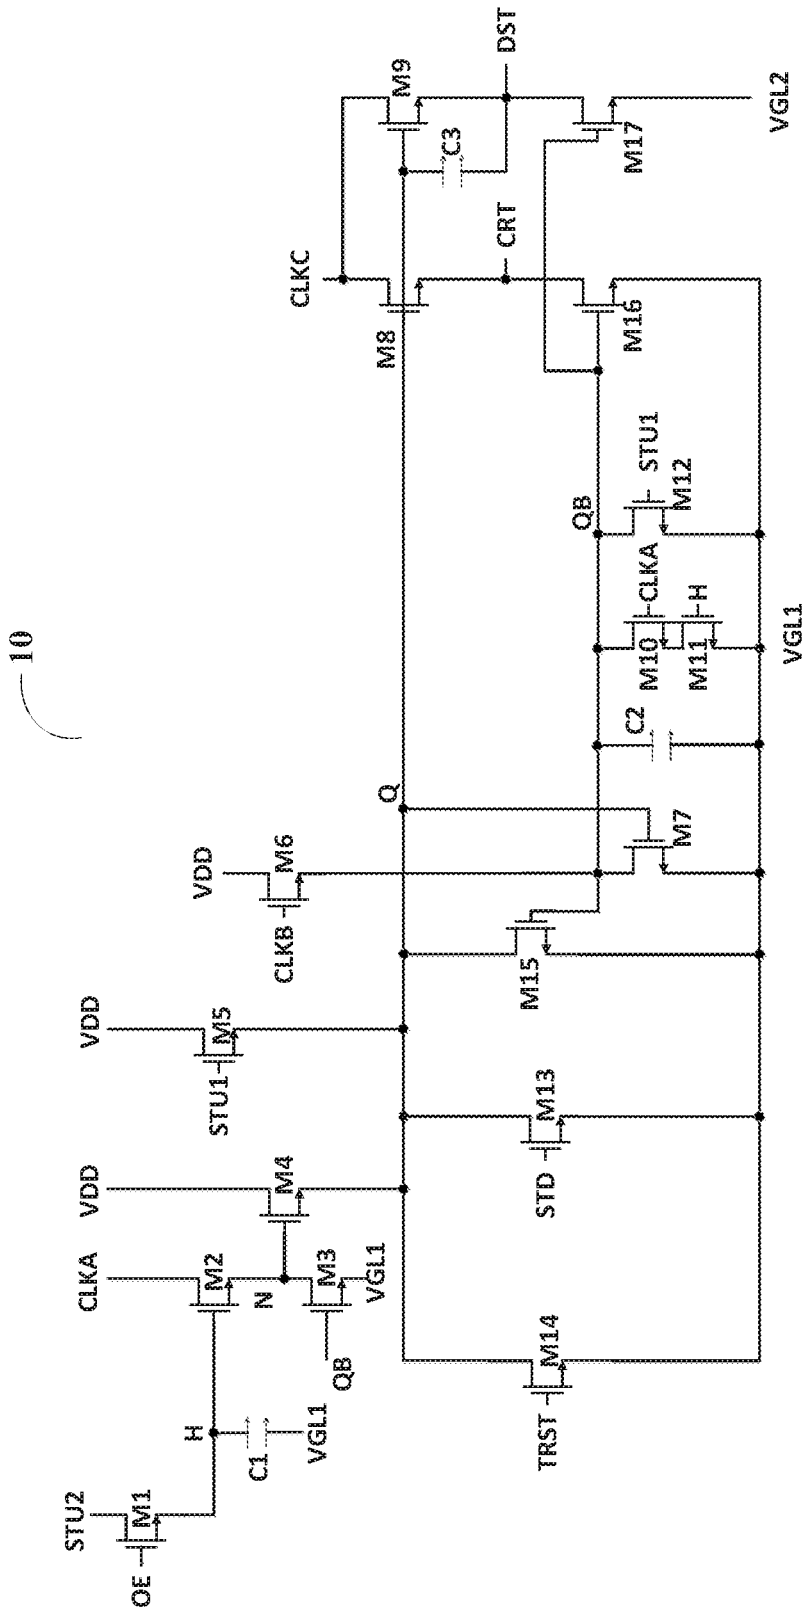 10
STU2
OE
M1
H
C1
VGL1
CLKA
M2
N
M3
QB
VGL1
VDD
M4
TRST
M14
STD
M13
VDD
STU1
M5
M15
VDD
CLKB
M6
Q
M7
C2
CLKA
M10
M11
H
VGL1
QB
STU1
M12
CLKC
M8
CRT
M16
M9
C3
DST
M17
VGL2